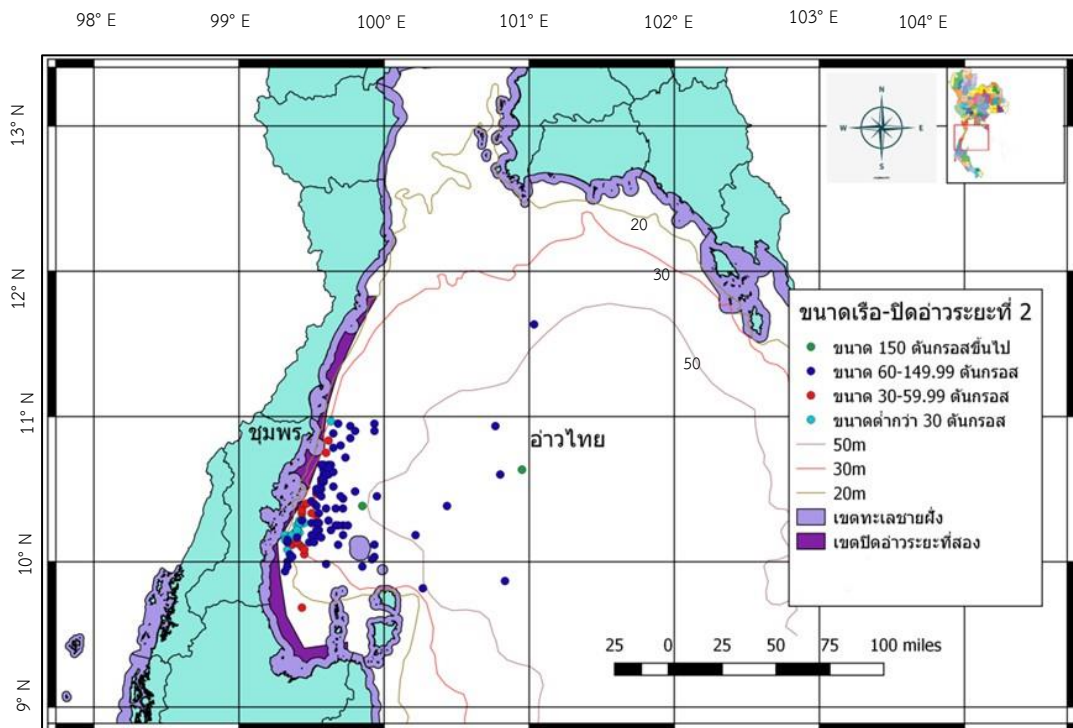 98° E
99° E
100° E
101° E
102° E
103° E
104° E
13° N
12° N
11° N
10° N
9° N
N
W
E
S
20
30
50
ชุมพร
อ่าวไทย
ขนาดเรือ-ปิดอ่าวระยะที่ 2
ขนาด 150 ตันกรอสขึ้นไป
ขนาด 60-149.99 ตันกรอส
ขนาด 30-59.99 ตันกรอส
ขนาดต่ำกว่า 30 ตันกรอส
50m
30m
20m
เขตทะเลชายฝั่ง
เขตปิดอ่าวระยะที่สอง
25 0 25 50 75 100 miles